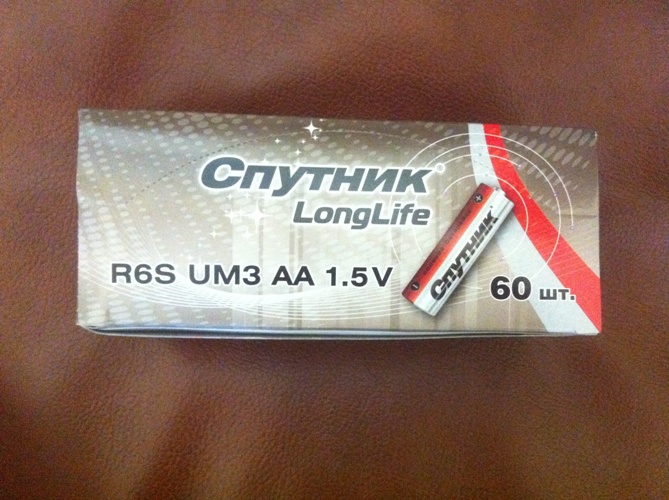 Спутник
LongLife
R6S UM3 AA 1.5V
Спутник
60 шт.